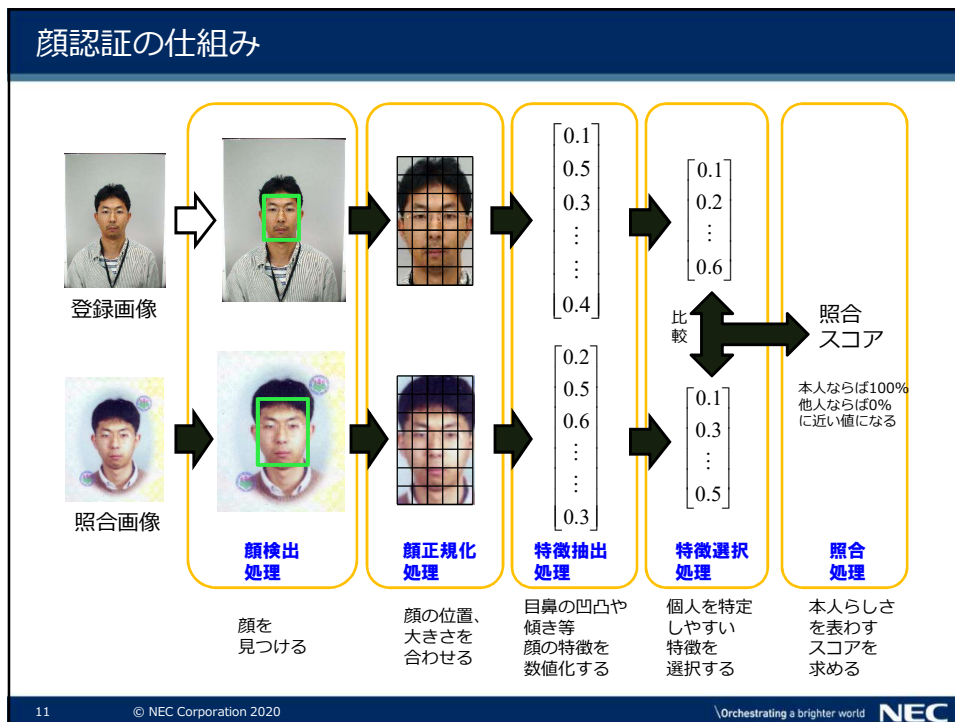 顔認証の仕組み
登録画像
照合画像
0.1
0.5
0.3
⋮
⋮
0.4
0.2
0.5
0.6
⋮
⋮
0.3
0.1
0.2
⋮
0.6
比
較
0.1
0.3
⋮
0.5
照合
スコア
本人ならば100%
他人ならば0%
に近い値になる
顔検出
処理
顔正規化
処理
特徴抽出
処理
特徴選択
処理
照合
処理
顔を
見つける
顔の位置、
大きさを
合わせる
目鼻の凹凸や
傾き等
顔の特徴を
数値化する
個人を特定
しやすい
特徴を
選択する
本人らしさ
を表わす
スコアを
求める
11 © NEC Corporation 2020 \Orchestrating a brighter world NEC